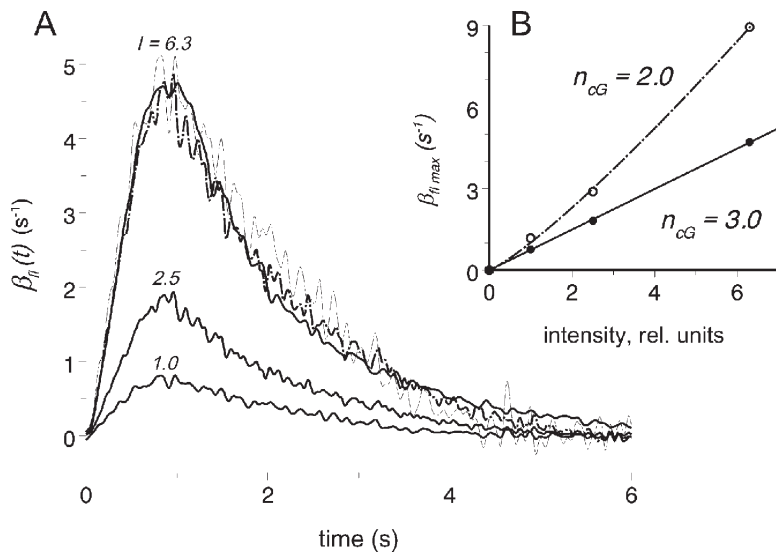 A
I = 6.3
2.5
1.0
β_fl(t) (s⁻¹)
5
4
3
2
1
0
0
2
4
6
time (s)
B
n_cG = 2.0
n_cG = 3.0
β_fl max (s⁻¹)
9
6
3
0
0
2
4
6
intensity, rel. units